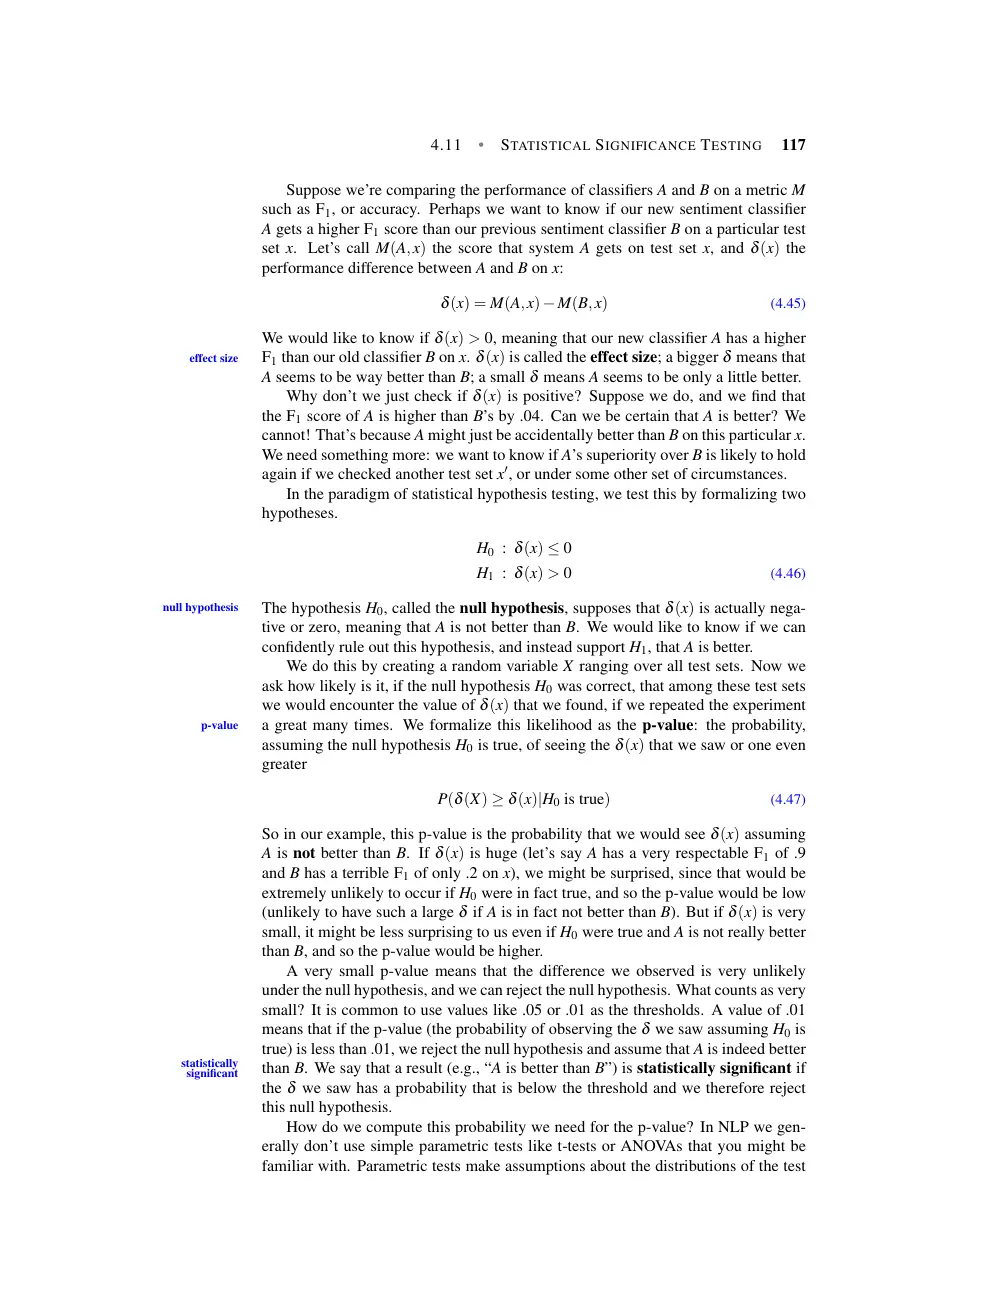 4.11 • STATISTICAL SIGNIFICANCE TESTING 117
Suppose we're comparing the performance of classifiers A and B on a metric M
such as F₁, or accuracy. Perhaps we want to know if our new sentiment classifier
A gets a higher F₁ score than our previous sentiment classifier B on a particular test
set x. Let's call M(A,x) the score that system A gets on test set x, and δ(x) the
performance difference between A and B on x:
δ(x) = M(A,x) − M(B,x) (4.45)
We would like to know if δ(x) > 0, meaning that our new classifier A has a higher
effect size F₁ than our old classifier B on x. δ(x) is called the effect size; a bigger δ means that
A seems to be way better than B; a small δ means A seems to be only a little better.
Why don't we just check if δ(x) is positive? Suppose we do, and we find that
the F₁ score of A is higher than B's by .04. Can we be certain that A is better? We
cannot! That's because A might just be accidentally better than B on this particular x.
We need something more: we want to know if A's superiority over B is likely to hold
again if we checked another test set x′, or under some other set of circumstances.
In the paradigm of statistical hypothesis testing, we test this by formalizing two
hypotheses.
H₀ : δ(x) ≤ 0
H₁ : δ(x) > 0 (4.46)
null hypothesis The hypothesis H₀, called the null hypothesis, supposes that δ(x) is actually nega-
tive or zero, meaning that A is not better than B. We would like to know if we can
confidently rule out this hypothesis, and instead support H₁, that A is better.
We do this by creating a random variable X ranging over all test sets. Now we
ask how likely is it, if the null hypothesis H₀ was correct, that among these test sets
we would encounter the value of δ(x) that we found, if we repeated the experiment
p-value a great many times. We formalize this likelihood as the p-value: the probability,
assuming the null hypothesis H₀ is true, of seeing the δ(x) that we saw or one even
greater
P(δ(X) ≥ δ(x)|H₀ is true) (4.47)
So in our example, this p-value is the probability that we would see δ(x) assuming
A is not better than B. If δ(x) is huge (let's say A has a very respectable F₁ of .9
and B has a terrible F₁ of only .2 on x), we might be surprised, since that would be
extremely unlikely to occur if H₀ were in fact true, and so the p-value would be low
(unlikely to have such a large δ if A is in fact not better than B). But if δ(x) is very
small, it might be less surprising to us even if H₀ were true and A is not really better
than B, and so the p-value would be higher.
A very small p-value means that the difference we observed is very unlikely
under the null hypothesis, and we can reject the null hypothesis. What counts as very
small? It is common to use values like .05 or .01 as the thresholds. A value of .01
means that if the p-value (the probability of observing the δ we saw assuming H₀ is
true) is less than .01, we reject the null hypothesis and assume that A is indeed better
statistically
significant
than B. We say that a result (e.g., “A is better than B”) is statistically significant if
the δ we saw has a probability that is below the threshold and we therefore reject
this null hypothesis.
How do we compute this probability we need for the p-value? In NLP we gen-
erally don't use simple parametric tests like t-tests or ANOVAs that you might be
familiar with. Parametric tests make assumptions about the distributions of the test